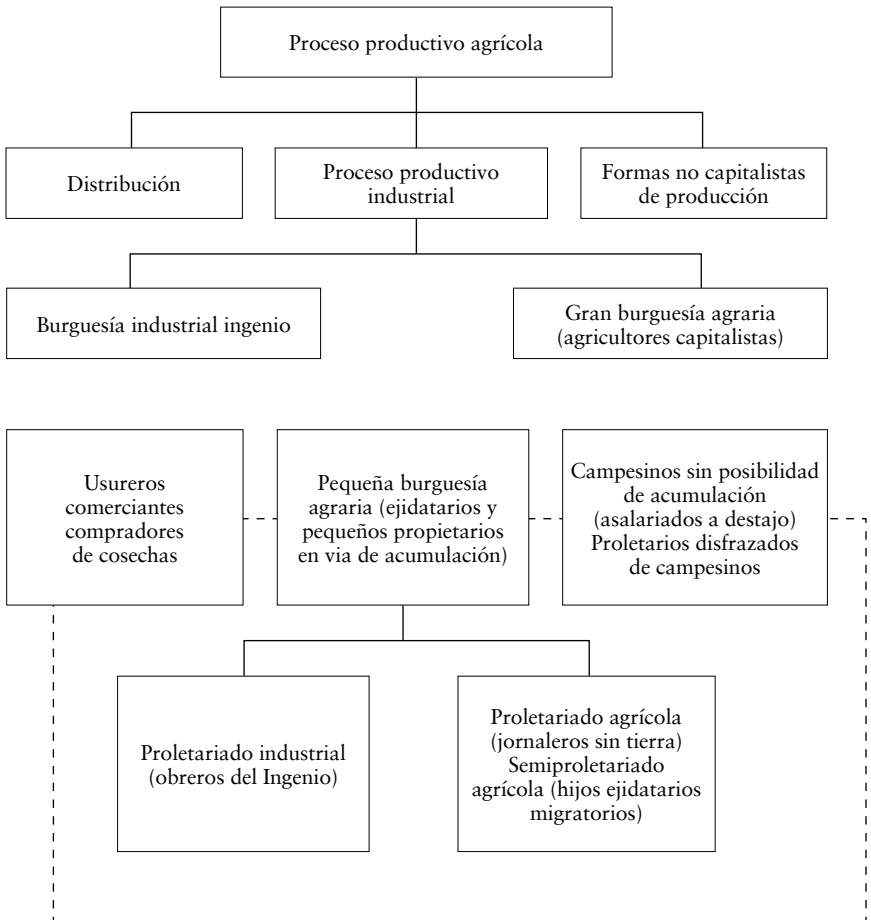 Proceso productivo agrícola
Distribución
Proceso productivo
industrial
Formas no capitalistas
de producción
Burguesía industrial ingenio
Gran burguesía agraria
(agricultores capitalistas)
Usureros
comerciantes
compradores
de cosechas
Pequeña burguesía
agraria (ejidatarios y
pequeños propietarios
en via de acumulación)
Campesinos sin posibilidad
de acumulación
(asalariados a destajo)
Proletarios disfrazados
de campesinos
Proletariado industrial
(obreros del Ingenio)
Proletariado agrícola
(jornaleros sin tierra)
Semiproletariado
agrícola (hijos ejidatarios
migratorios)